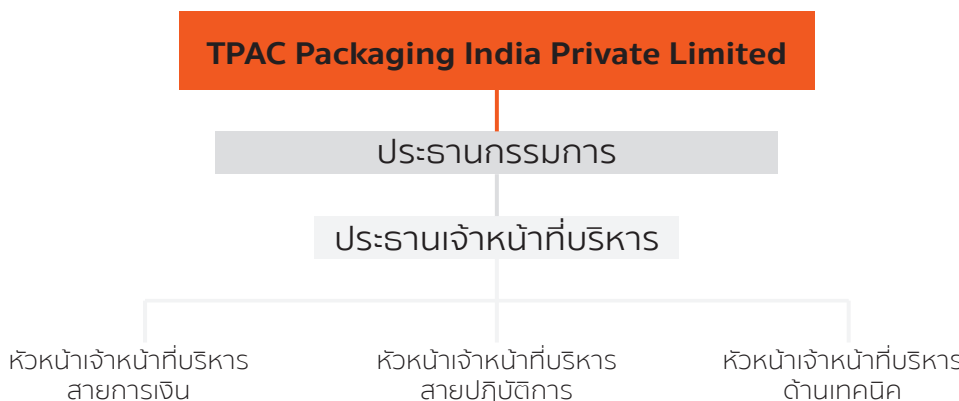 TPAC Packaging India Private Limited
ประธานกรรมการ
ประธานเจ้าหน้าที่บริหาร
หัวหน้าเจ้าหน้าที่บริหาร
สายการเงิน
หัวหน้าเจ้าหน้าที่บริหาร
สายปฏิบัติการ
หัวหน้าเจ้าหน้าที่บริหาร
ด้านเทคนิค